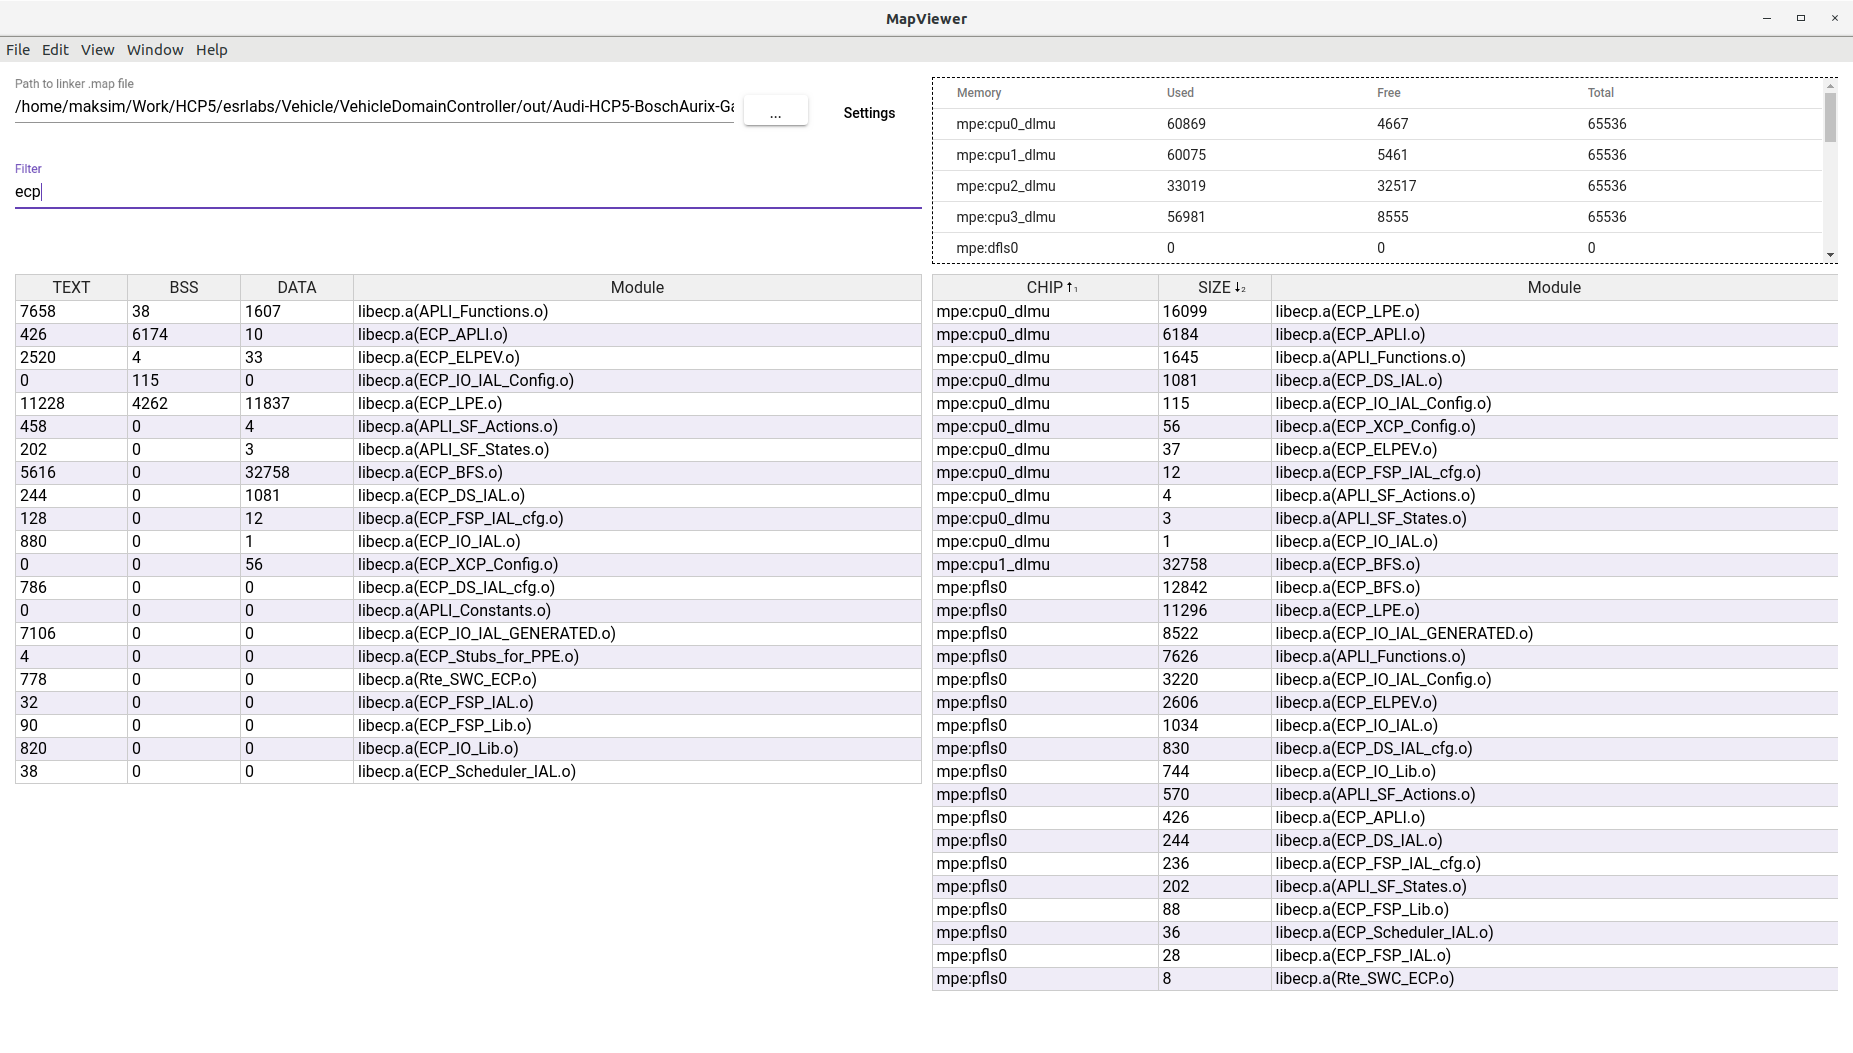 MapViewer
File Edit View Window Help
Path to linker .map file
/home/maksim/Work/HCP5/esrlabs/Vehicle/VehicleDomainController/out/Audi-HCP5-BoschAurix-Ga
... Settings
Filter
ecp
Memory Used Free Total
mpe:cpu0_dlmu 60869 4667 65536
mpe:cpu1_dlmu 60075 5461 65536
mpe:cpu2_dlmu 33019 32517 65536
mpe:cpu3_dlmu 56981 8555 65536
mpe:dfls0 0 0 0
TEXT BSS DATA Module
7658 38 1607 libecp.a(APLI_Functions.o)
426 6174 10 libecp.a(ECP_APLI.o)
2520 4 33 libecp.a(ECP_ELPEV.o)
0 115 0 libecp.a(ECP_IO_IAL_Config.o)
11228 4262 11837 libecp.a(ECP_LPE.o)
458 0 4 libecp.a(APLI_SF_Actions.o)
202 0 3 libecp.a(APLI_SF_States.o)
5616 0 32758 libecp.a(ECP_BFS.o)
244 0 1081 libecp.a(ECP_DS_IAL.o)
128 0 12 libecp.a(ECP_FSP_IAL_cfg.o)
880 0 1 libecp.a(ECP_IO_IAL.o)
0 0 56 libecp.a(ECP_XCP_Config.o)
786 0 0 libecp.a(ECP_DS_IAL_cfg.o)
0 0 0 libecp.a(APLI_Constants.o)
7106 0 0 libecp.a(ECP_IO_IAL_GENERATED.o)
4 0 0 libecp.a(ECP_Stubs_for_PPE.o)
778 0 0 libecp.a(Rte_SWC_ECP.o)
32 0 0 libecp.a(ECP_FSP_IAL.o)
90 0 0 libecp.a(ECP_FSP_Lib.o)
820 0 0 libecp.a(ECP_IO_Lib.o)
38 0 0 libecp.a(ECP_Scheduler_IAL.o)
CHIP ↑1 SIZE ↓2 Module
mpe:cpu0_dlmu 16099 libecp.a(ECP_LPE.o)
mpe:cpu0_dlmu 6184 libecp.a(ECP_APLI.o)
mpe:cpu0_dlmu 1645 libecp.a(APLI_Functions.o)
mpe:cpu0_dlmu 1081 libecp.a(ECP_DS_IAL.o)
mpe:cpu0_dlmu 115 libecp.a(ECP_IO_IAL_Config.o)
mpe:cpu0_dlmu 56 libecp.a(ECP_XCP_Config.o)
mpe:cpu0_dlmu 37 libecp.a(ECP_ELPEV.o)
mpe:cpu0_dlmu 12 libecp.a(ECP_FSP_IAL_cfg.o)
mpe:cpu0_dlmu 4 libecp.a(APLI_SF_Actions.o)
mpe:cpu0_dlmu 3 libecp.a(APLI_SF_States.o)
mpe:cpu0_dlmu 1 libecp.a(ECP_IO_IAL.o)
mpe:cpu1_dlmu 32758 libecp.a(ECP_BFS.o)
mpe:pfls0 12842 libecp.a(ECP_BFS.o)
mpe:pfls0 11296 libecp.a(ECP_LPE.o)
mpe:pfls0 8522 libecp.a(ECP_IO_IAL_GENERATED.o)
mpe:pfls0 7626 libecp.a(APLI_Functions.o)
mpe:pfls0 3220 libecp.a(ECP_IO_IAL_Config.o)
mpe:pfls0 2606 libecp.a(ECP_ELPEV.o)
mpe:pfls0 1034 libecp.a(ECP_IO_IAL.o)
mpe:pfls0 830 libecp.a(ECP_DS_IAL_cfg.o)
mpe:pfls0 744 libecp.a(ECP_IO_Lib.o)
mpe:pfls0 570 libecp.a(APLI_SF_Actions.o)
mpe:pfls0 426 libecp.a(ECP_APLI.o)
mpe:pfls0 244 libecp.a(ECP_DS_IAL.o)
mpe:pfls0 236 libecp.a(ECP_FSP_IAL_cfg.o)
mpe:pfls0 202 libecp.a(APLI_SF_States.o)
mpe:pfls0 88 libecp.a(ECP_FSP_Lib.o)
mpe:pfls0 36 libecp.a(ECP_Scheduler_IAL.o)
mpe:pfls0 28 libecp.a(ECP_FSP_IAL.o)
mpe:pfls0 8 libecp.a(Rte_SWC_ECP.o)